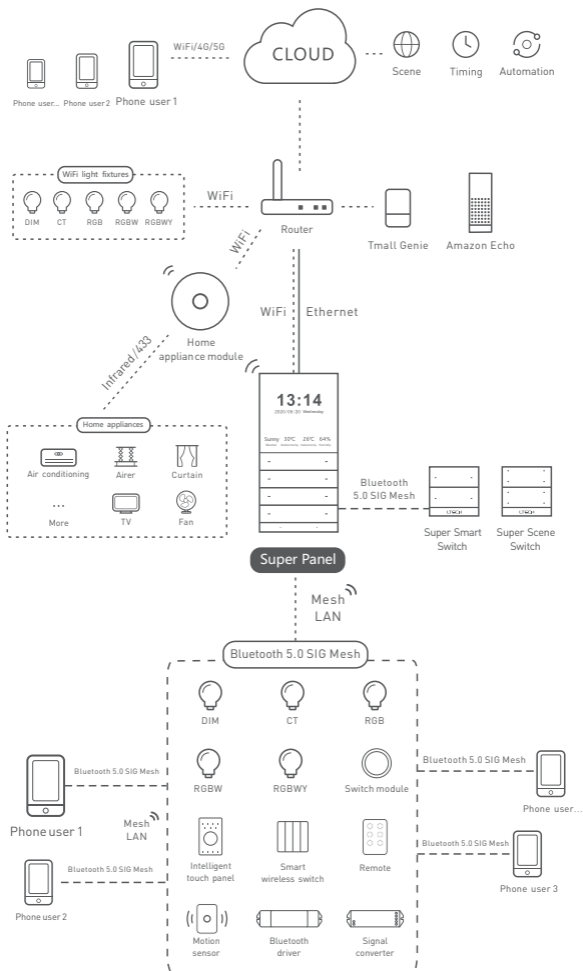 WiFi/4G/5G
CLOUD
Phone user...
Phone user 2
Phone user 1
Scene
Timing
Automation
WiFi light fixtures
DIM
CT
RGB
RGBW
RGBWY
WiFi
Router
Tmall Genie
Amazon Echo
WiFi
Home
appliance module
WiFi
Ethernet
Infrared/433
13:14
Wednesday
Sunny 30℃ 26℃ 64%
Home appliances
Air conditioning
Airer
Curtain
...
More
TV
Fan
Bluetooth
5.0 SIG Mesh
LTECH
LTECH
Super Smart
Switch
Super Scene
Switch
Super Panel
Mesh
LAN
Bluetooth 5.0 SIG Mesh
DIM
CT
RGB
RGBW
RGBWY
Switch module
Bluetooth 5.0 SIG Mesh
Phone user 1
Bluetooth 5.0 SIG Mesh
Phone user...
Mesh
LAN
Intelligent
touch panel
Smart
wireless switch
Remote
Bluetooth 5.0 SIG Mesh
Phone user 2
Bluetooth 5.0 SIG Mesh
Phone user 3
Motion
sensor
Bluetooth
driver
Signal
converter